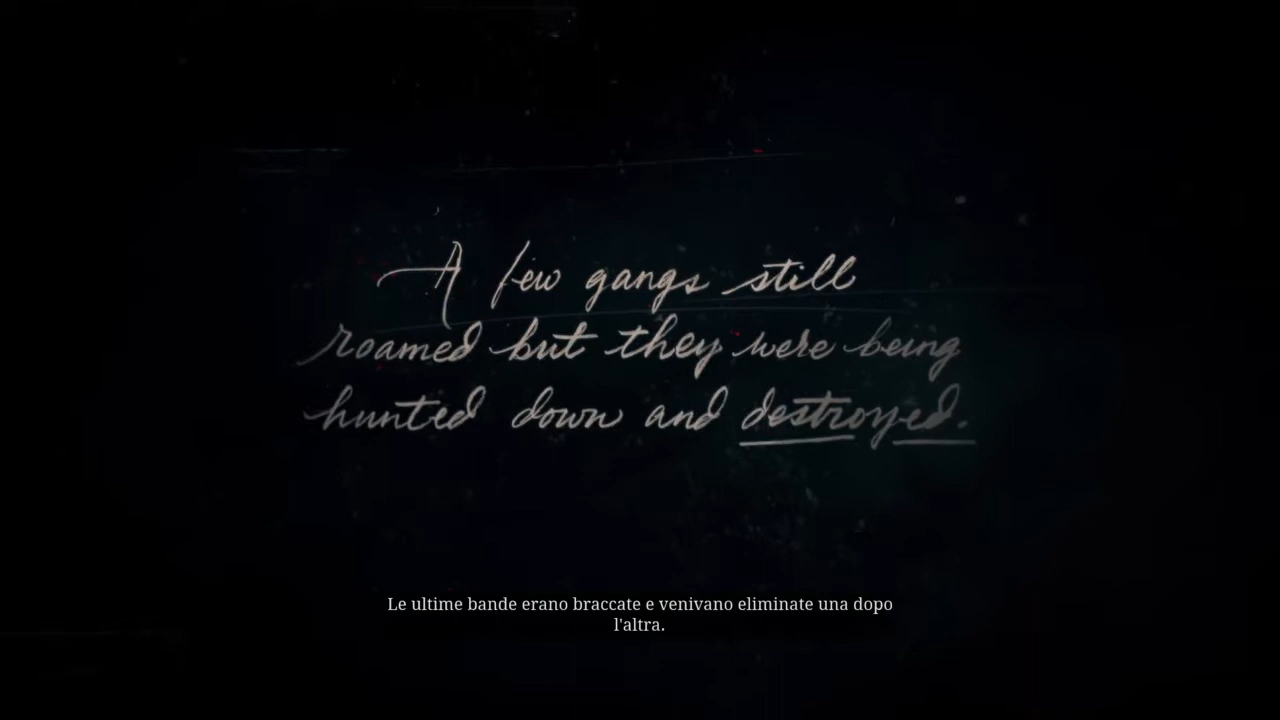 A few gangs still
roamed but they were being
hunted down and destroyed.
Le ultime bande erano braccate e venivano eliminate una dopo
l'altra.